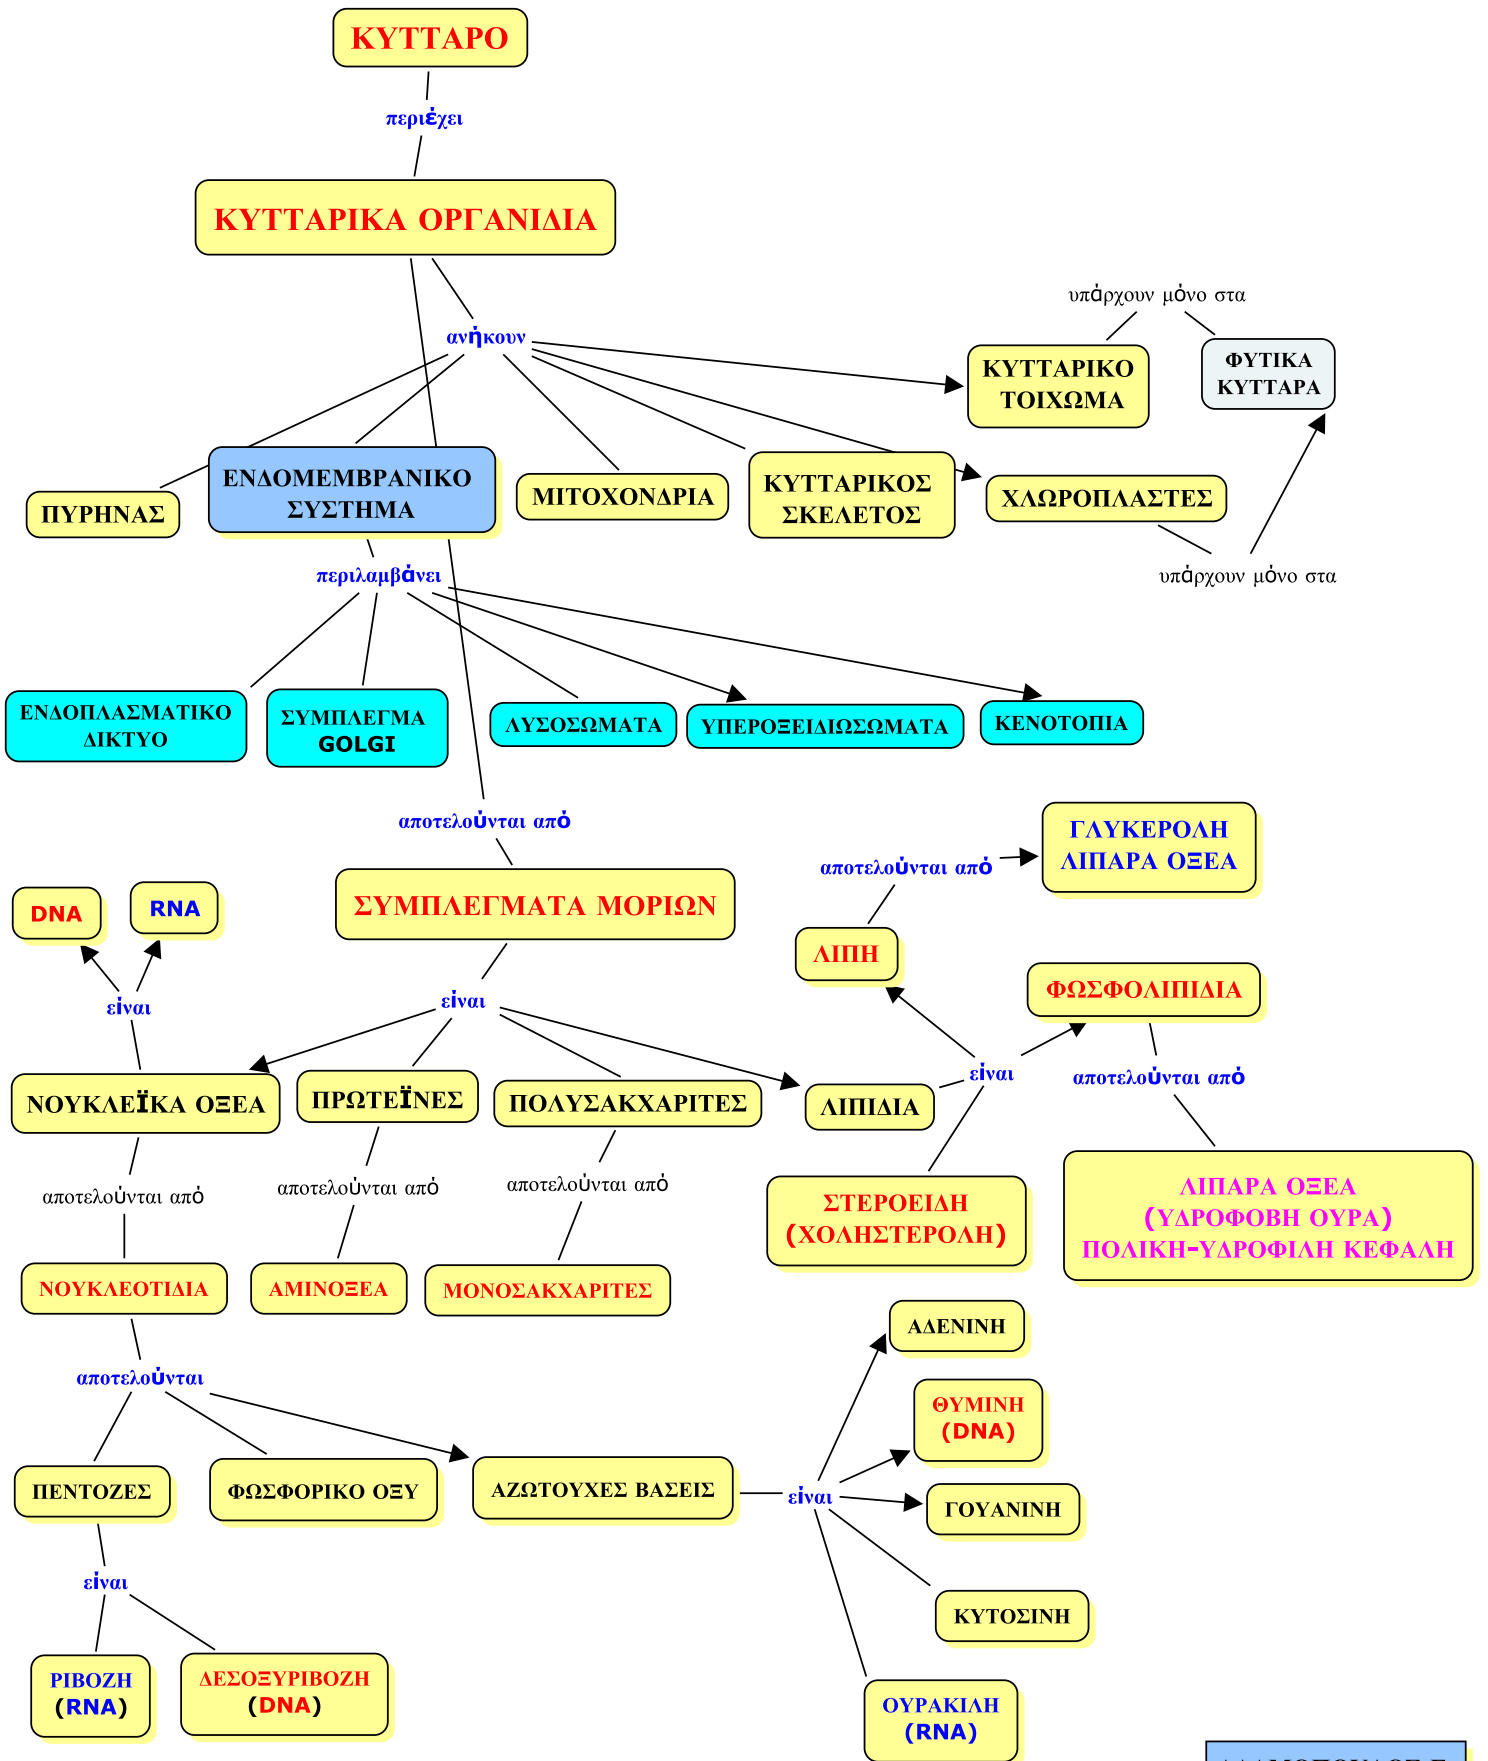 ΚΥΤΤΑΡΟ
περιέχει
ΚΥΤΤΑΡΙΚΑ ΟΡΓΑΝΙΔΙΑ
υπάρχουν μόνο στα
ανήκουν
ΚΥΤΤΑΡΙΚΟ
ΤΟΙΧΩΜΑ
ΦΥΤΙΚΑ
ΚΥΤΤΑΡΑ
ΠΥΡΗΝΑΣ
ΕΝΔΟΜΕΜΒΡΑΝΙΚΟ
ΣΥΣΤΗΜΑ
ΜΙΤΟΧΟΝΔΡΙΑ
ΚΥΤΤΑΡΙΚΟΣ
ΣΚΕΛΕΤΟΣ
ΧΛΩΡΟΠΛΑΣΤΕΣ
περιλαμβάνει
υπάρχουν μόνο στα
ΕΝΔΟΠΛΑΣΜΑΤΙΚΟ
ΔΙΚΤΥΟ
ΣΥΜΠΛΕΓΜΑ
GOLGI
ΛΥΣΟΣΩΜΑΤΑ
ΥΠΕΡΟΞΕΙΔΙΩΣΩΜΑΤΑ
ΚΕΝΟΤΟΠΙΑ
αποτελούνται από
ΓΛΥΚΕΡΟΛΗ
ΛΙΠΑΡΑ ΟΞΕΑ
αποτελούνται από
DNA
RNA
ΣΥΜΠΛΕΓΜΑΤΑ ΜΟΡΙΩΝ
ΛΙΠΗ
ΦΩΣΦΟΛΙΠΙΔΙΑ
είναι
είναι
είναι
αποτελούνται από
ΝΟΥΚΛΕΪΚΑ ΟΞΕΑ
ΠΡΩΤΕΪΝΕΣ
ΠΟΛΥΣΑΚΧΑΡΙΤΕΣ
ΛΙΠΙΔΙΑ
αποτελούνται από
αποτελούνται από
αποτελούνται από
ΣΤΕΡΟΕΙΔΗ
(ΧΟΛΗΣΤΕΡΟΛΗ)
ΛΙΠΑΡΑ ΟΞΕΑ
(ΥΔΡΟΦΟΒΗ ΟΥΡΑ)
ΠΟΛΙΚΗ-ΥΔΡΟΦΙΛΗ ΚΕΦΑΛΗ
ΝΟΥΚΛΕΟΤΙΔΙΑ
ΑΜΙΝΟΞΕΑ
ΜΟΝΟΣΑΚΧΑΡΙΤΕΣ
ΑΔΕΝΙΝΗ
αποτελούνται
ΘΥΜΙΝΗ
(DNA)
ΠΕΝΤΟΖΕΣ
ΦΩΣΦΟΡΙΚΟ ΟΞΥ
ΑΖΩΤΟΥΧΕΣ ΒΑΣΕΙΣ
είναι
ΓΟΥΑΝΙΝΗ
είναι
ΚΥΤΟΣΙΝΗ
ΡΙΒΟΖΗ
(RNA)
ΔΕΣΟΞΥΡΙΒΟΖΗ
(DNA)
ΟΥΡΑΚΙΛΗ
(RNA)